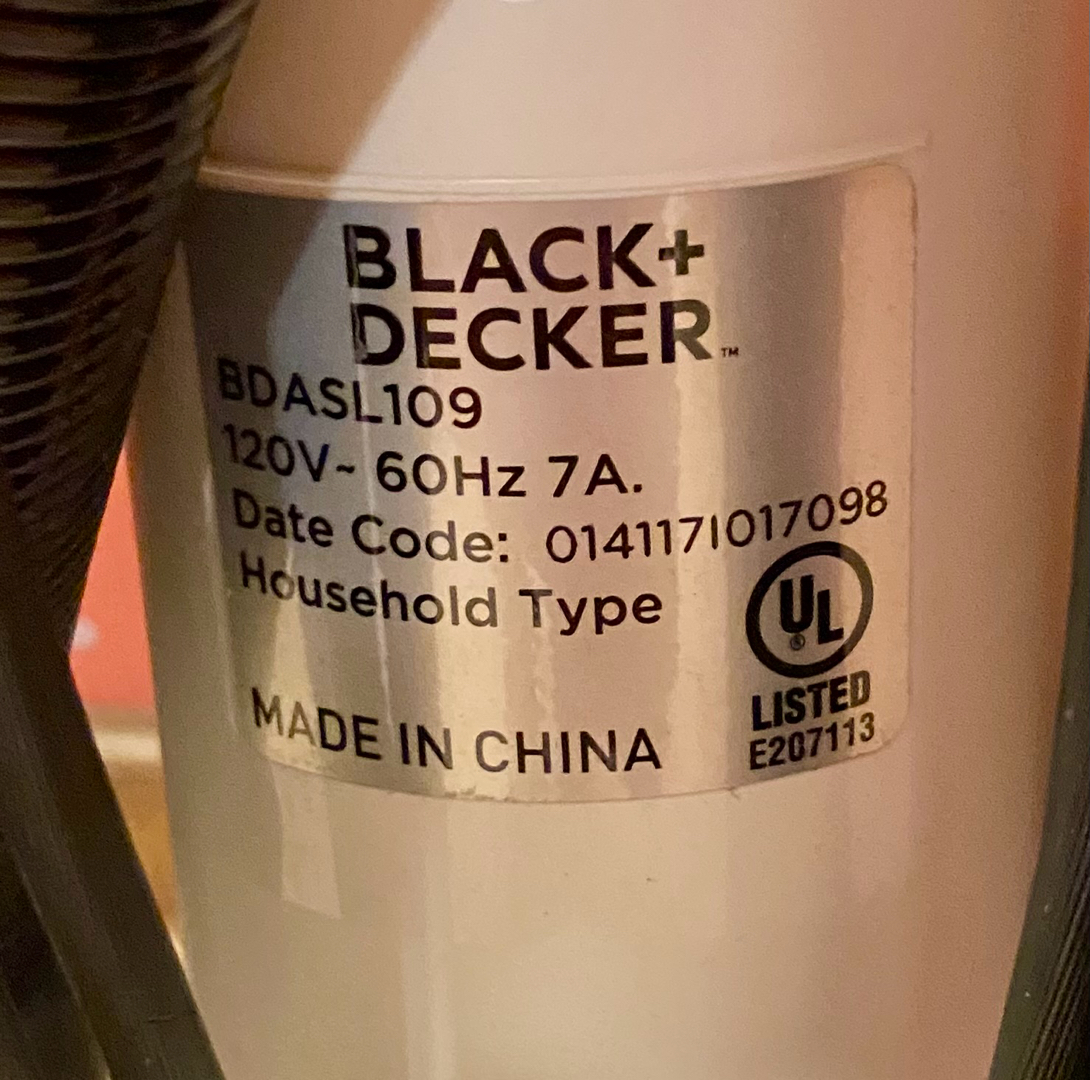 BLACK+
DECKER™
BDASL109
120V~ 60Hz 7A.
Date Code: 0141171017098
Household Type
UL®
LISTED
E207113
MADE IN CHINA